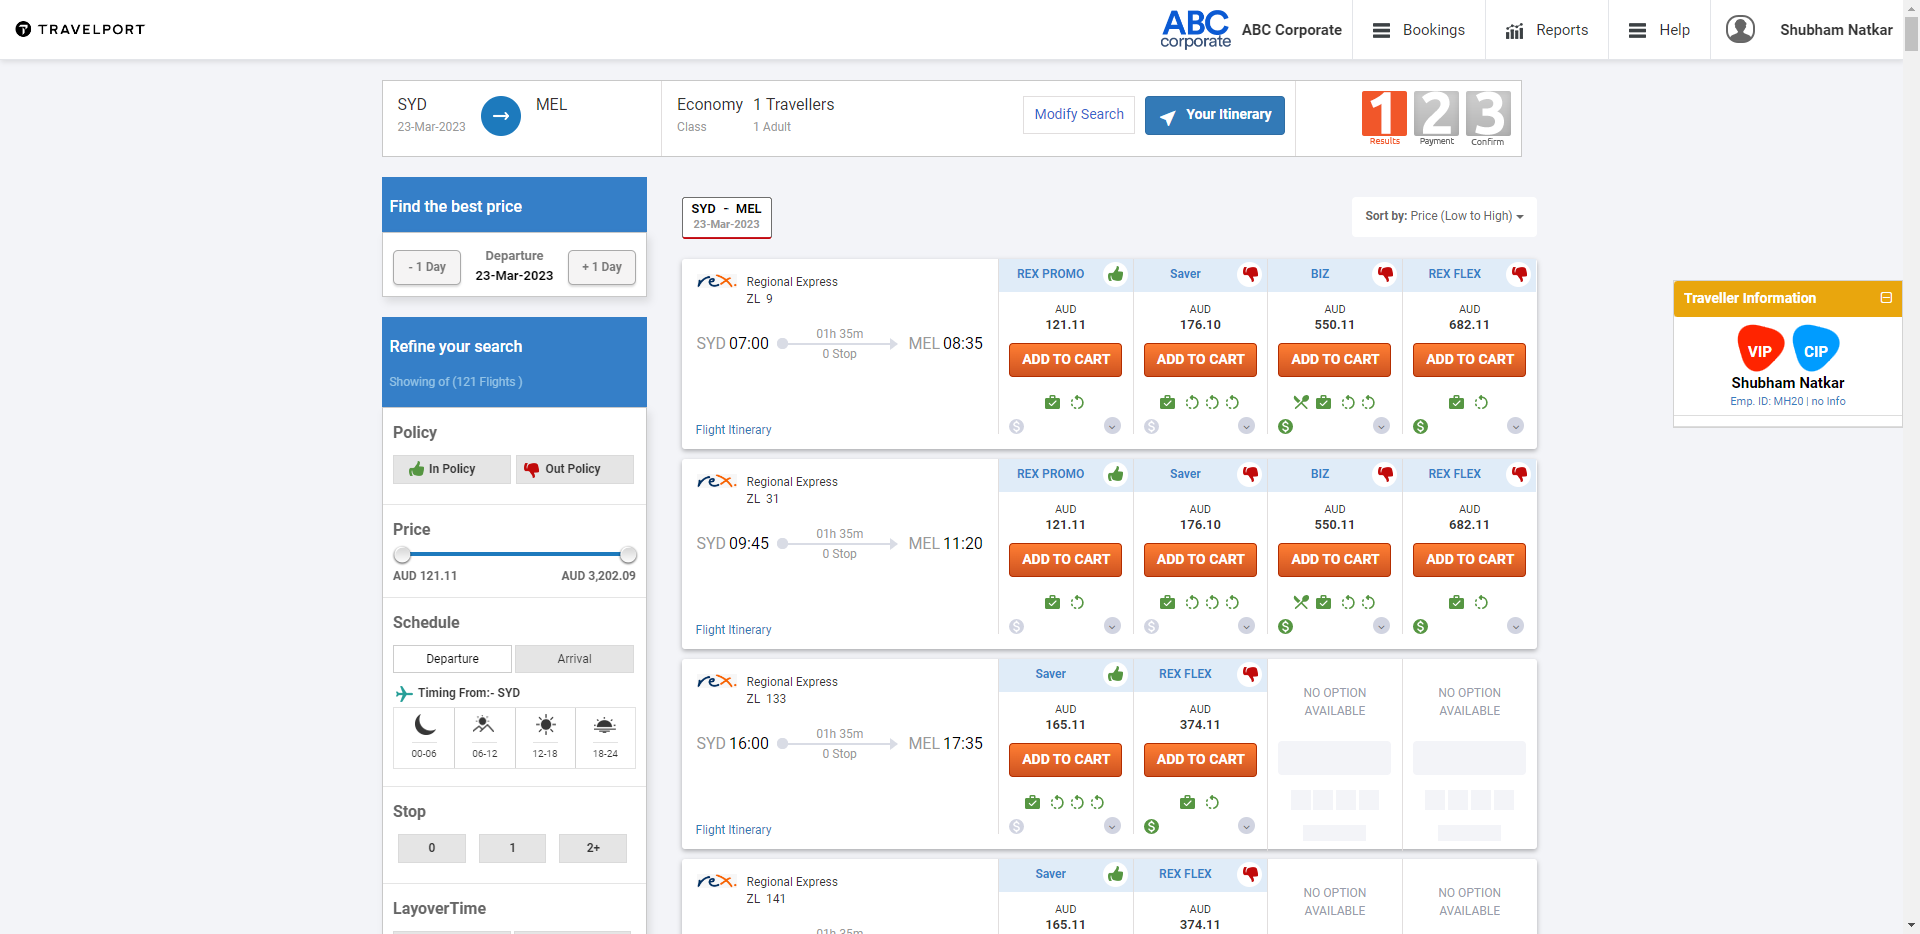 TRAVELPORT
ABC
corporate
ABC Corporate
Bookings
Reports
Help
Shubham Natkar
SYD
23-Mar-2023
MEL
Economy
Class
1 Travellers
1 Adult
Modify Search
Your Itinerary
1 2 3
Results Payment Confirm
Find the best price
- 1 Day
Departure
23-Mar-2023
+ 1 Day
Refine your search
Showing of (121 Flights )
Policy
In Policy
Out Policy
Price
AUD 121.11
AUD 3,202.09
Schedule
Departure
Arrival
Timing From:- SYD
00-06
06-12
12-18
18-24
Stop
0
1
2+
LayoverTime
SYD - MEL
23-Mar-2023
Sort by: Price (Low to High)
rex.
Regional Express
ZL 9
SYD 07:00
01h 35m
0 Stop
MEL 08:35
Flight Itinerary
REX PROMO
AUD
121.11
ADD TO CART
Saver
AUD
176.10
ADD TO CART
BIZ
AUD
550.11
ADD TO CART
REX FLEX
AUD
682.11
ADD TO CART
rex.
Regional Express
ZL 31
SYD 09:45
01h 35m
0 Stop
MEL 11:20
Flight Itinerary
REX PROMO
AUD
121.11
ADD TO CART
Saver
AUD
176.10
ADD TO CART
BIZ
AUD
550.11
ADD TO CART
REX FLEX
AUD
682.11
ADD TO CART
rex.
Regional Express
ZL 133
SYD 16:00
01h 35m
0 Stop
MEL 17:35
Flight Itinerary
Saver
AUD
165.11
ADD TO CART
REX FLEX
AUD
374.11
ADD TO CART
NO OPTION
AVAILABLE
NO OPTION
AVAILABLE
rex.
Regional Express
ZL 141
01h 35m
Saver
AUD
165.11
REX FLEX
AUD
374.11
NO OPTION
AVAILABLE
NO OPTION
AVAILABLE
Traveller Information
VIP
CIP
Shubham Natkar
Emp. ID: MH20 | no Info